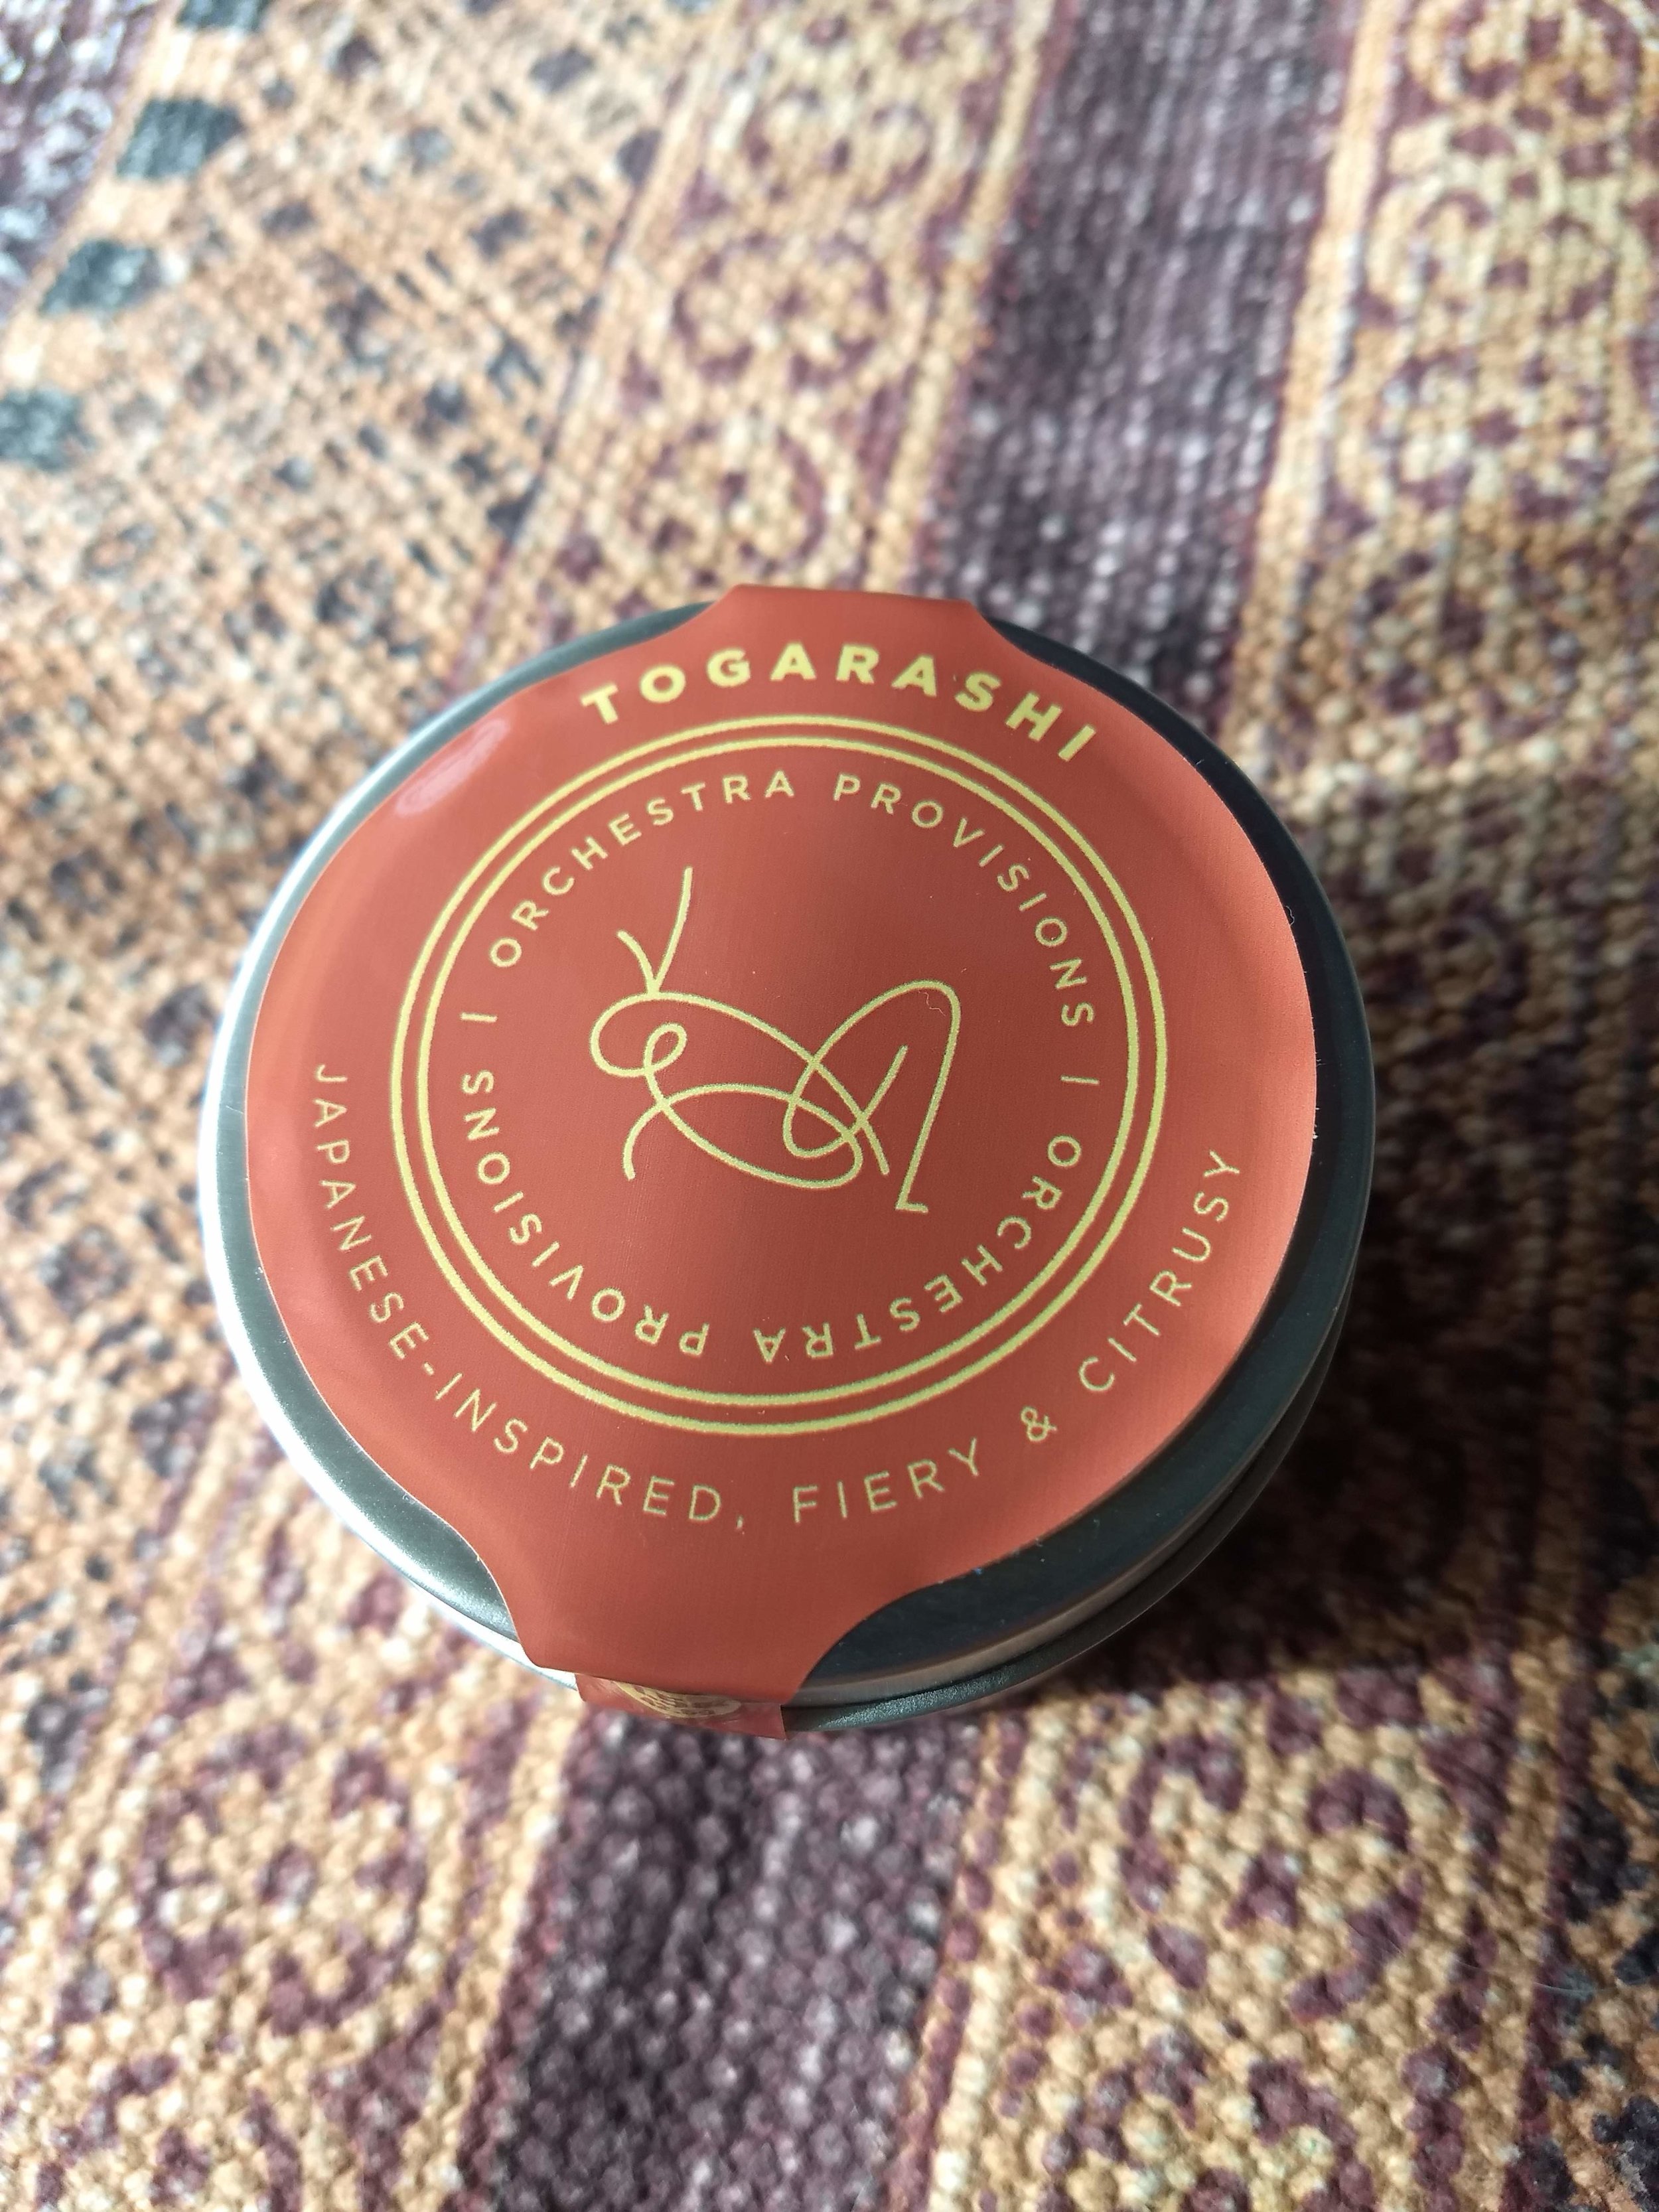 TOGARASHI
| ORCHESTRA PROVISIONS | ORCHESTRA PROVISIONS
JAPANESE-INSPIRED, FIERY & CITRUSY